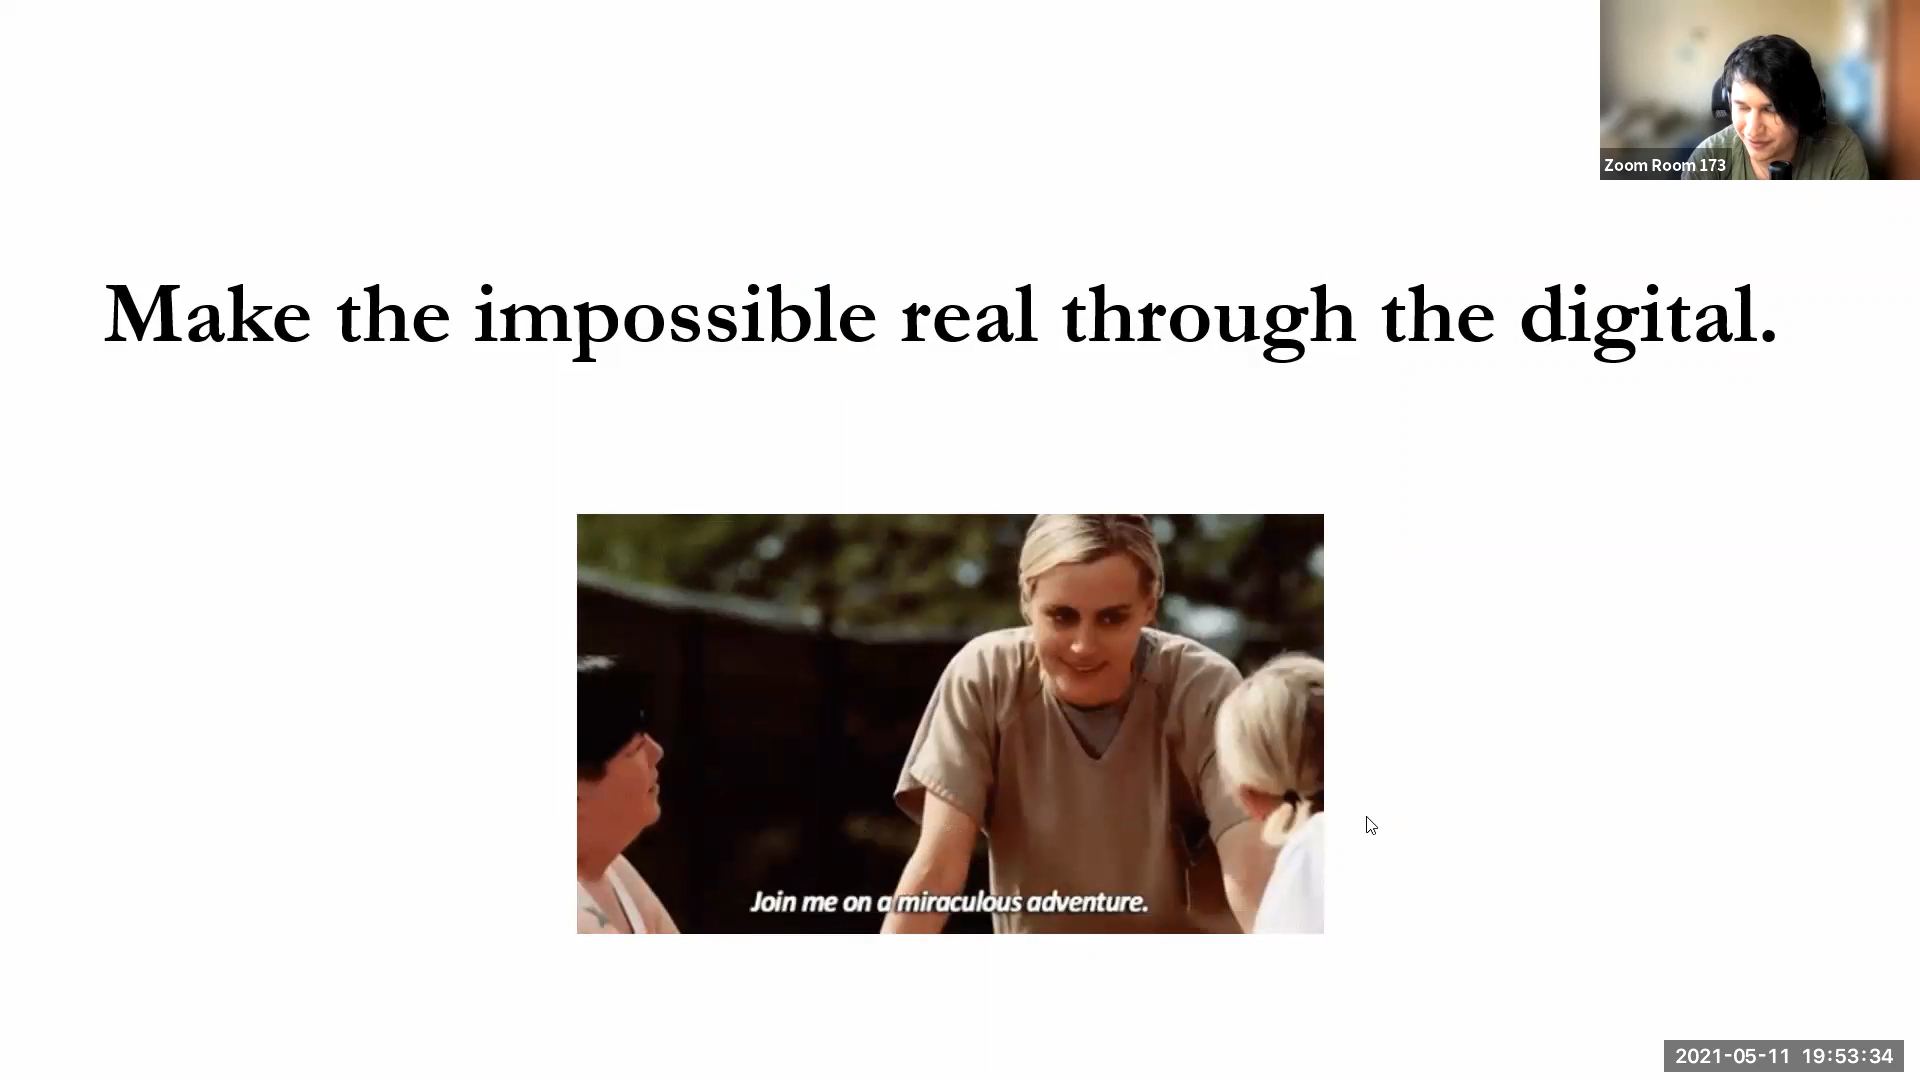 Zoom Room 173
Make the impossible real through the digital.
Join me on a miraculous adventure.
2021-05-11 19:53:34